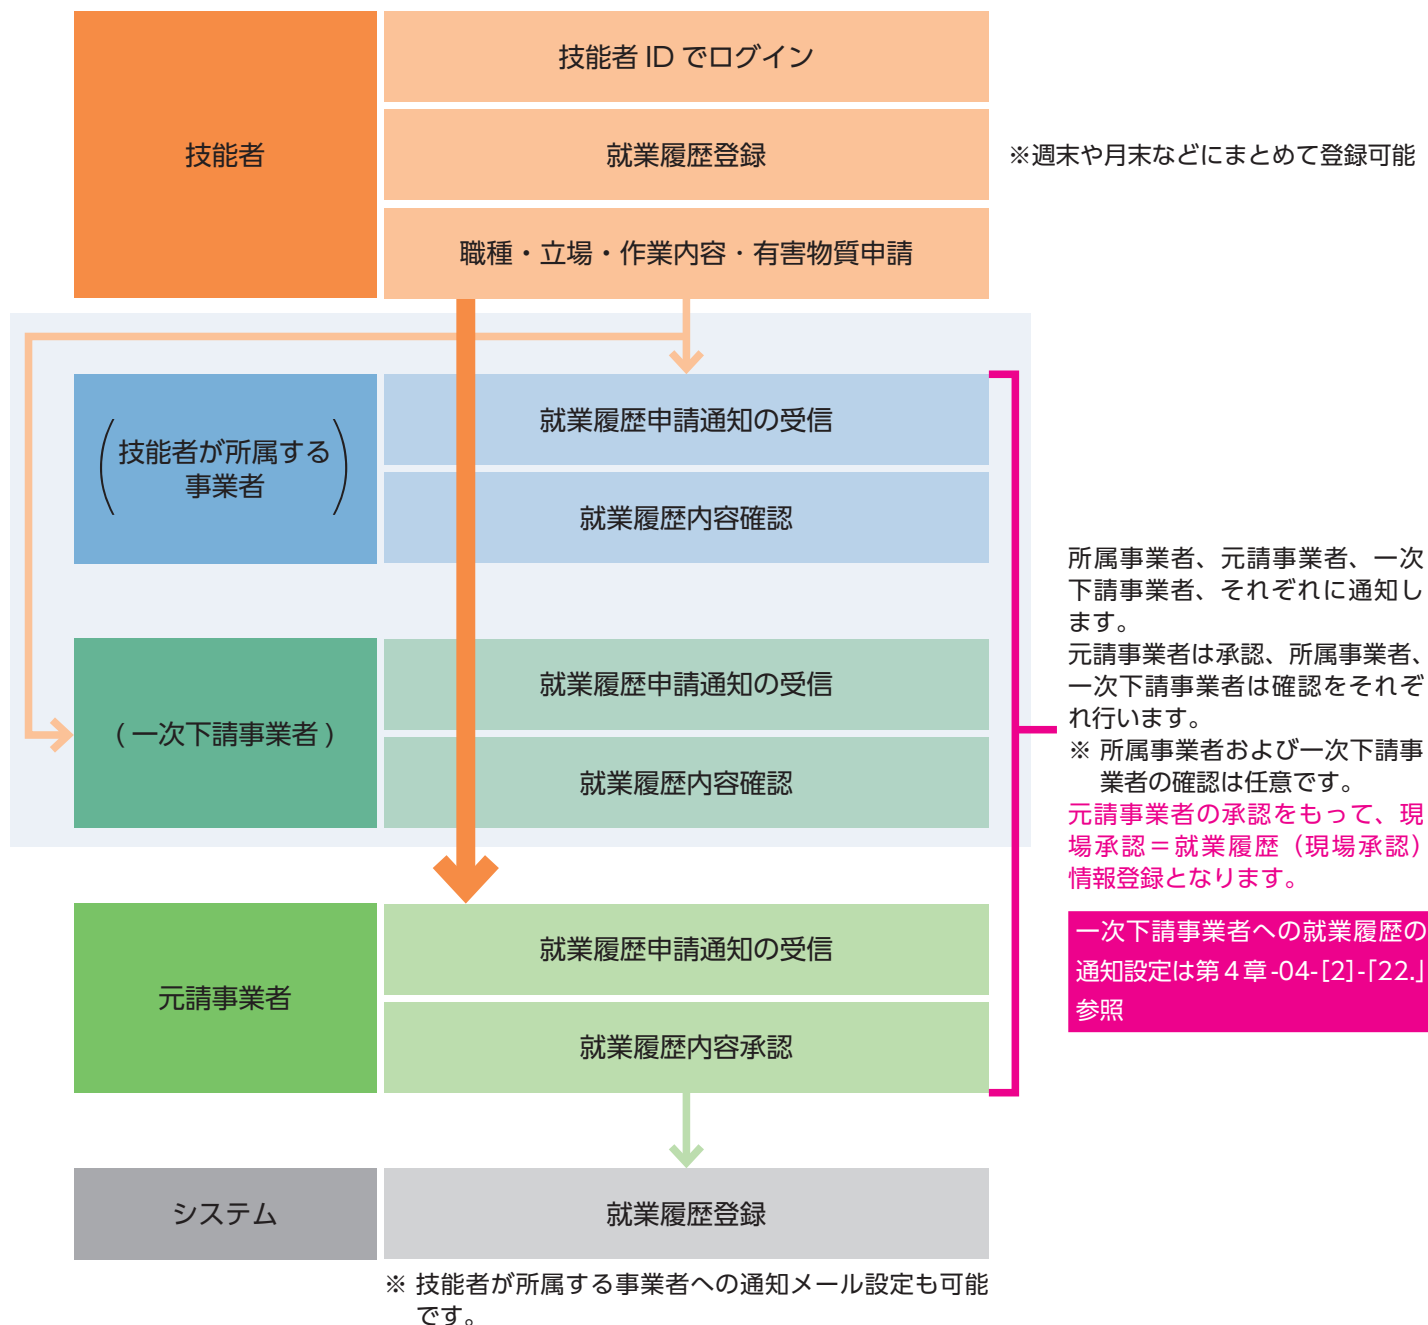 技能者
技能者 ID でログイン
就業履歴登録
※週末や月末などにまとめて登録可能
職種・立場・作業内容・有害物質申請
技能者が所属する
事業者
就業履歴申請通知の受信
就業履歴内容確認
(一次下請事業者)
就業履歴申請通知の受信
就業履歴内容確認
元請事業者
就業履歴申請通知の受信
就業履歴内容承認
所属事業者、元請事業者、一次
下請事業者、それぞれに通知し
ます。
元請事業者は承認、所属事業者、
一次下請事業者は確認をそれぞ
れ行います。
※ 所属事業者および一次下請事
業者の確認は任意です。
元請事業者の承認をもって、現
場承認＝就業履歴（現場承認）
情報登録となります。
一次下請事業者への就業履歴の
通知設定は第4章-04-[2]-「22.」
参照
システム
就業履歴登録
※ 技能者が所属する事業者への通知メール設定も可能
です。